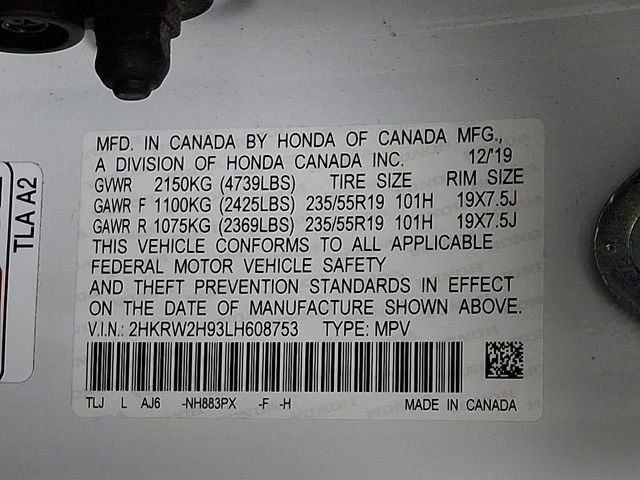 MFD. IN CANADA BY HONDA OF CANADA MFG.,
A DIVISION OF HONDA CANADA INC. 12/'19
GVWR 2150KG (4739LBS) TIRE SIZE RIM SIZE
GAWR F 1100KG (2425LBS) 235/55R19 101H 19X7.5J
GAWR R 1075KG (2369LBS) 235/55R19 101H 19X7.5J
THIS VEHICLE CONFORMS TO ALL APPLICABLE
FEDERAL MOTOR VEHICLE SAFETY
AND THEFT PREVENTION STANDARDS IN EFFECT
ON THE DATE OF MANUFACTURE SHOWN ABOVE.
V.I.N.: 2HKRW2H93LH608753 TYPE: MPV
TLJ L AJ6 -NH883PX -F -H MADE IN CANADA
TLA A2